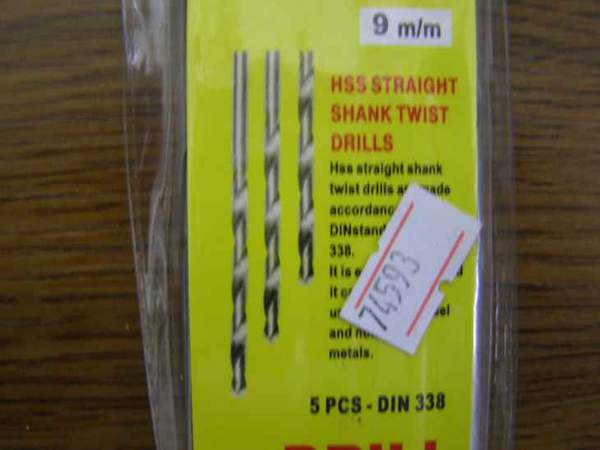 9 m/m
HSS STRAIGHT
SHANK TWIST
DRILLS
Hss straight shank
twist drills
accordanc
DINstand
338.
It is
it
74593
and
metals.
5 PCS - DIN 338
DRILL